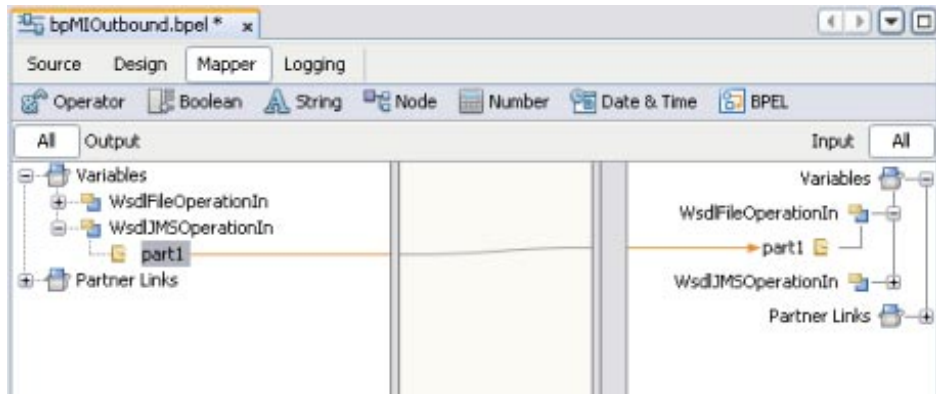 bpMIOutbound.bpel * x
Source Design Mapper Logging
Operator Boolean String Node Number Date & Time BPEL
All Output Input All
Variables Variables
WsdlFileOperationIn WsdlFileOperationIn
WsdlJMSOperationIn
part1 part1
WsdlJMSOperationIn
Partner Links
Partner Links